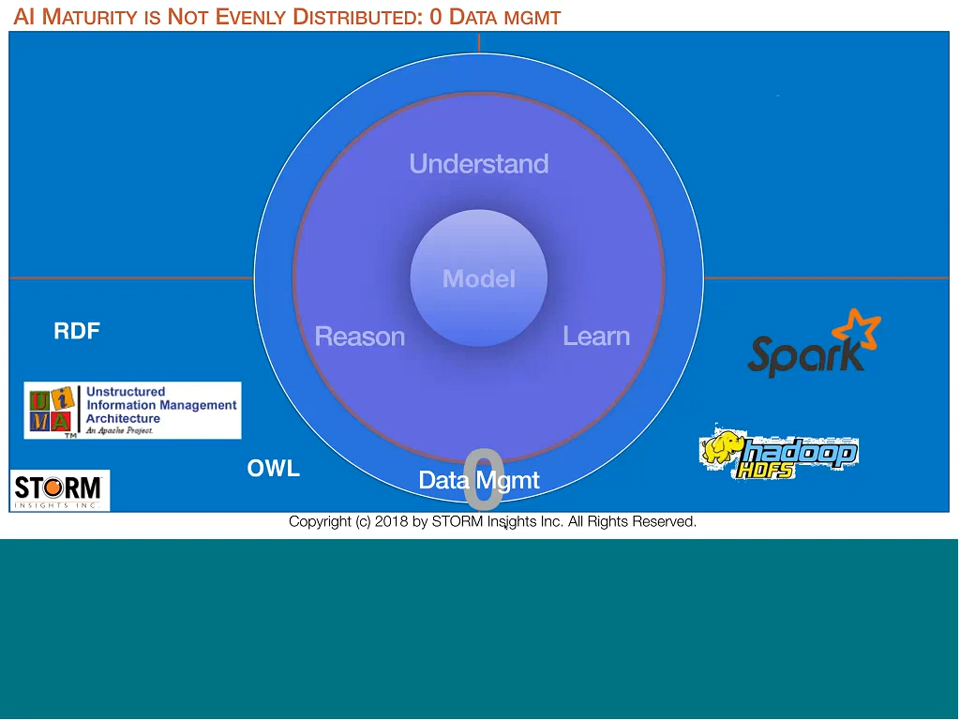 AI Maturity is Not Evenly Distributed: 0 Data mgmt
Understand
Model
Reason
Learn
RDF
Spark
UIMA
TM
Unstructured
Information Management
Architecture
An Apache Project.
hadoop
HDFS
OWL
0
Data Mgmt
STORM
INSIGHTS INC.
Copyright (c) 2018 by STORM Insights Inc. All Rights Reserved.